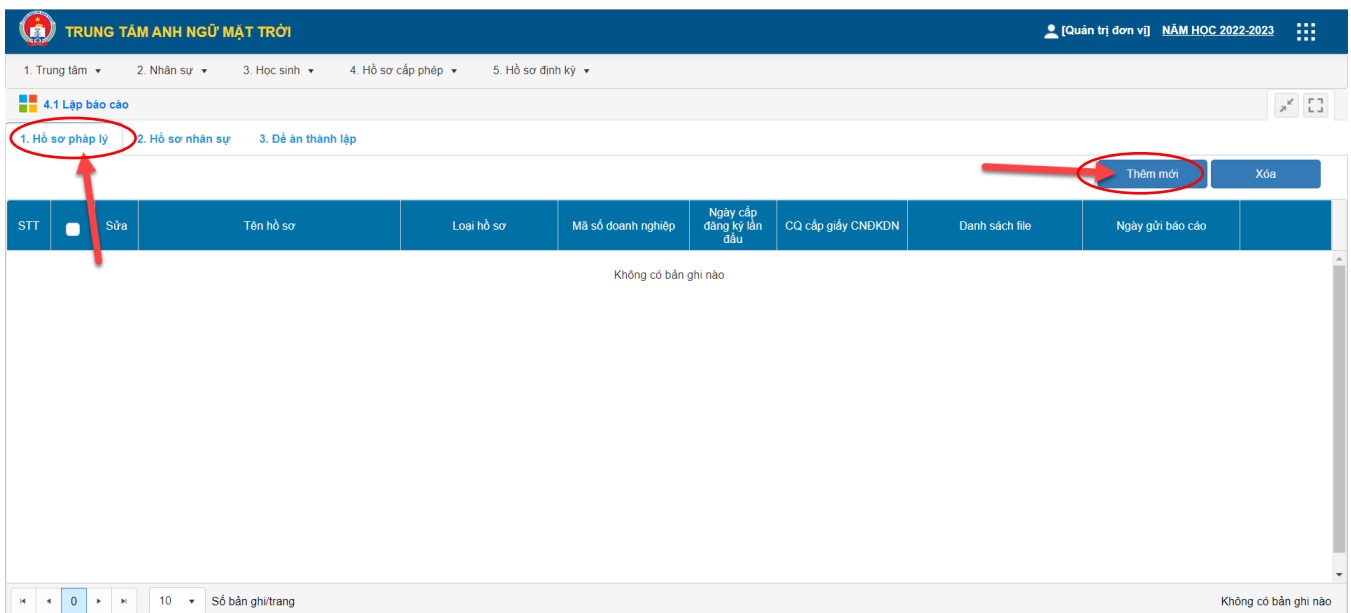 TRUNG TÂM ANH NGỮ MẶT TRỜI
[Quản trị đơn vị] NĂM HỌC 2022-2023
1. Trung tâm 2. Nhân sự 3. Học sinh 4. Hồ sơ cấp phép 5. Hồ sơ định kỳ
4.1 Lập báo cáo
1. Hồ sơ pháp lý 2. Hồ sơ nhân sự 3. Đề án thành lập
Thêm mới Xóa
STT Sửa Tên hồ sơ Loại hồ sơ Mã số doanh nghiệp Ngày cấp đăng ký lần đầu CQ cấp giấy CNĐKDN Danh sách file Ngày gửi báo cáo
Không có bản ghi nào
0 10 Số bản ghi/trang Không có bản ghi nào